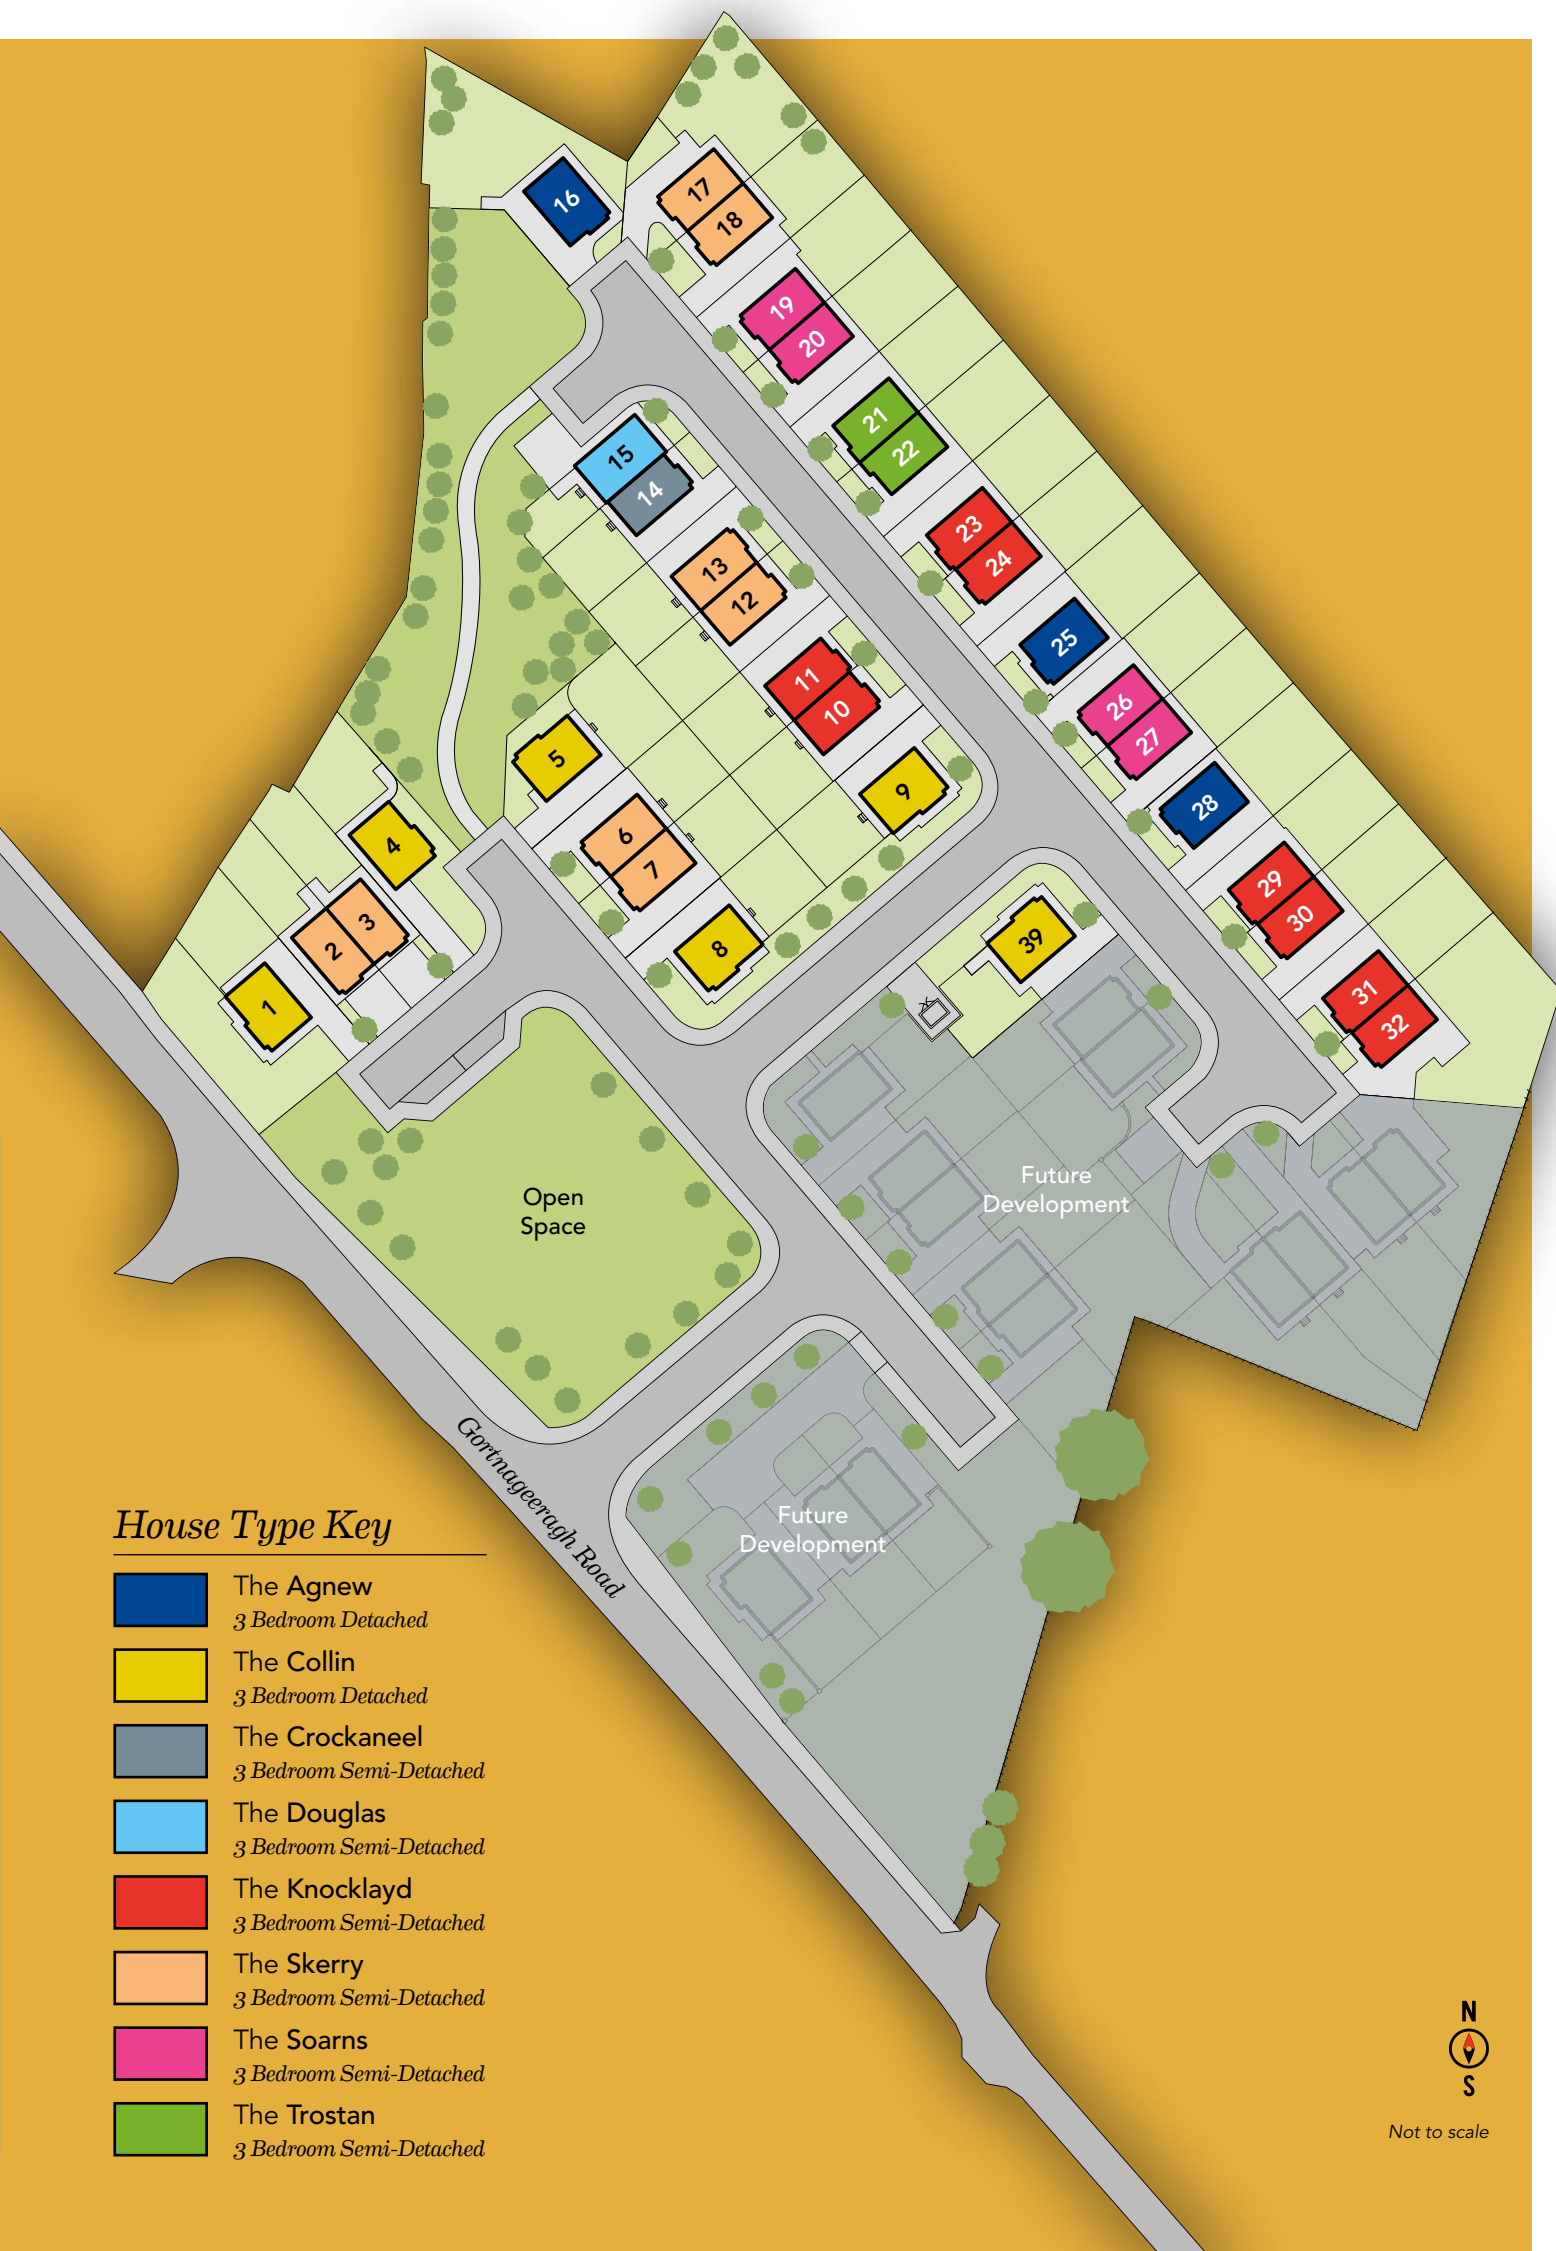 17
16
18
19
20
21
22
15
14
23
24
13
12
25
11
10
26
27
5
9
28
6
7
4
29
30
3
2
8
39
1
31
32
Future
Development
Open
Space
Gortnageeragh Road
Future
Development
House Type Key
The Agnew
3 Bedroom Detached
The Collin
3 Bedroom Detached
The Crockaneel
3 Bedroom Semi-Detached
The Douglas
3 Bedroom Semi-Detached
The Knocklayd
3 Bedroom Semi-Detached
The Skerry
3 Bedroom Semi-Detached
The Soarns
3 Bedroom Semi-Detached
The Trostan
3 Bedroom Semi-Detached
N
S
Not to scale